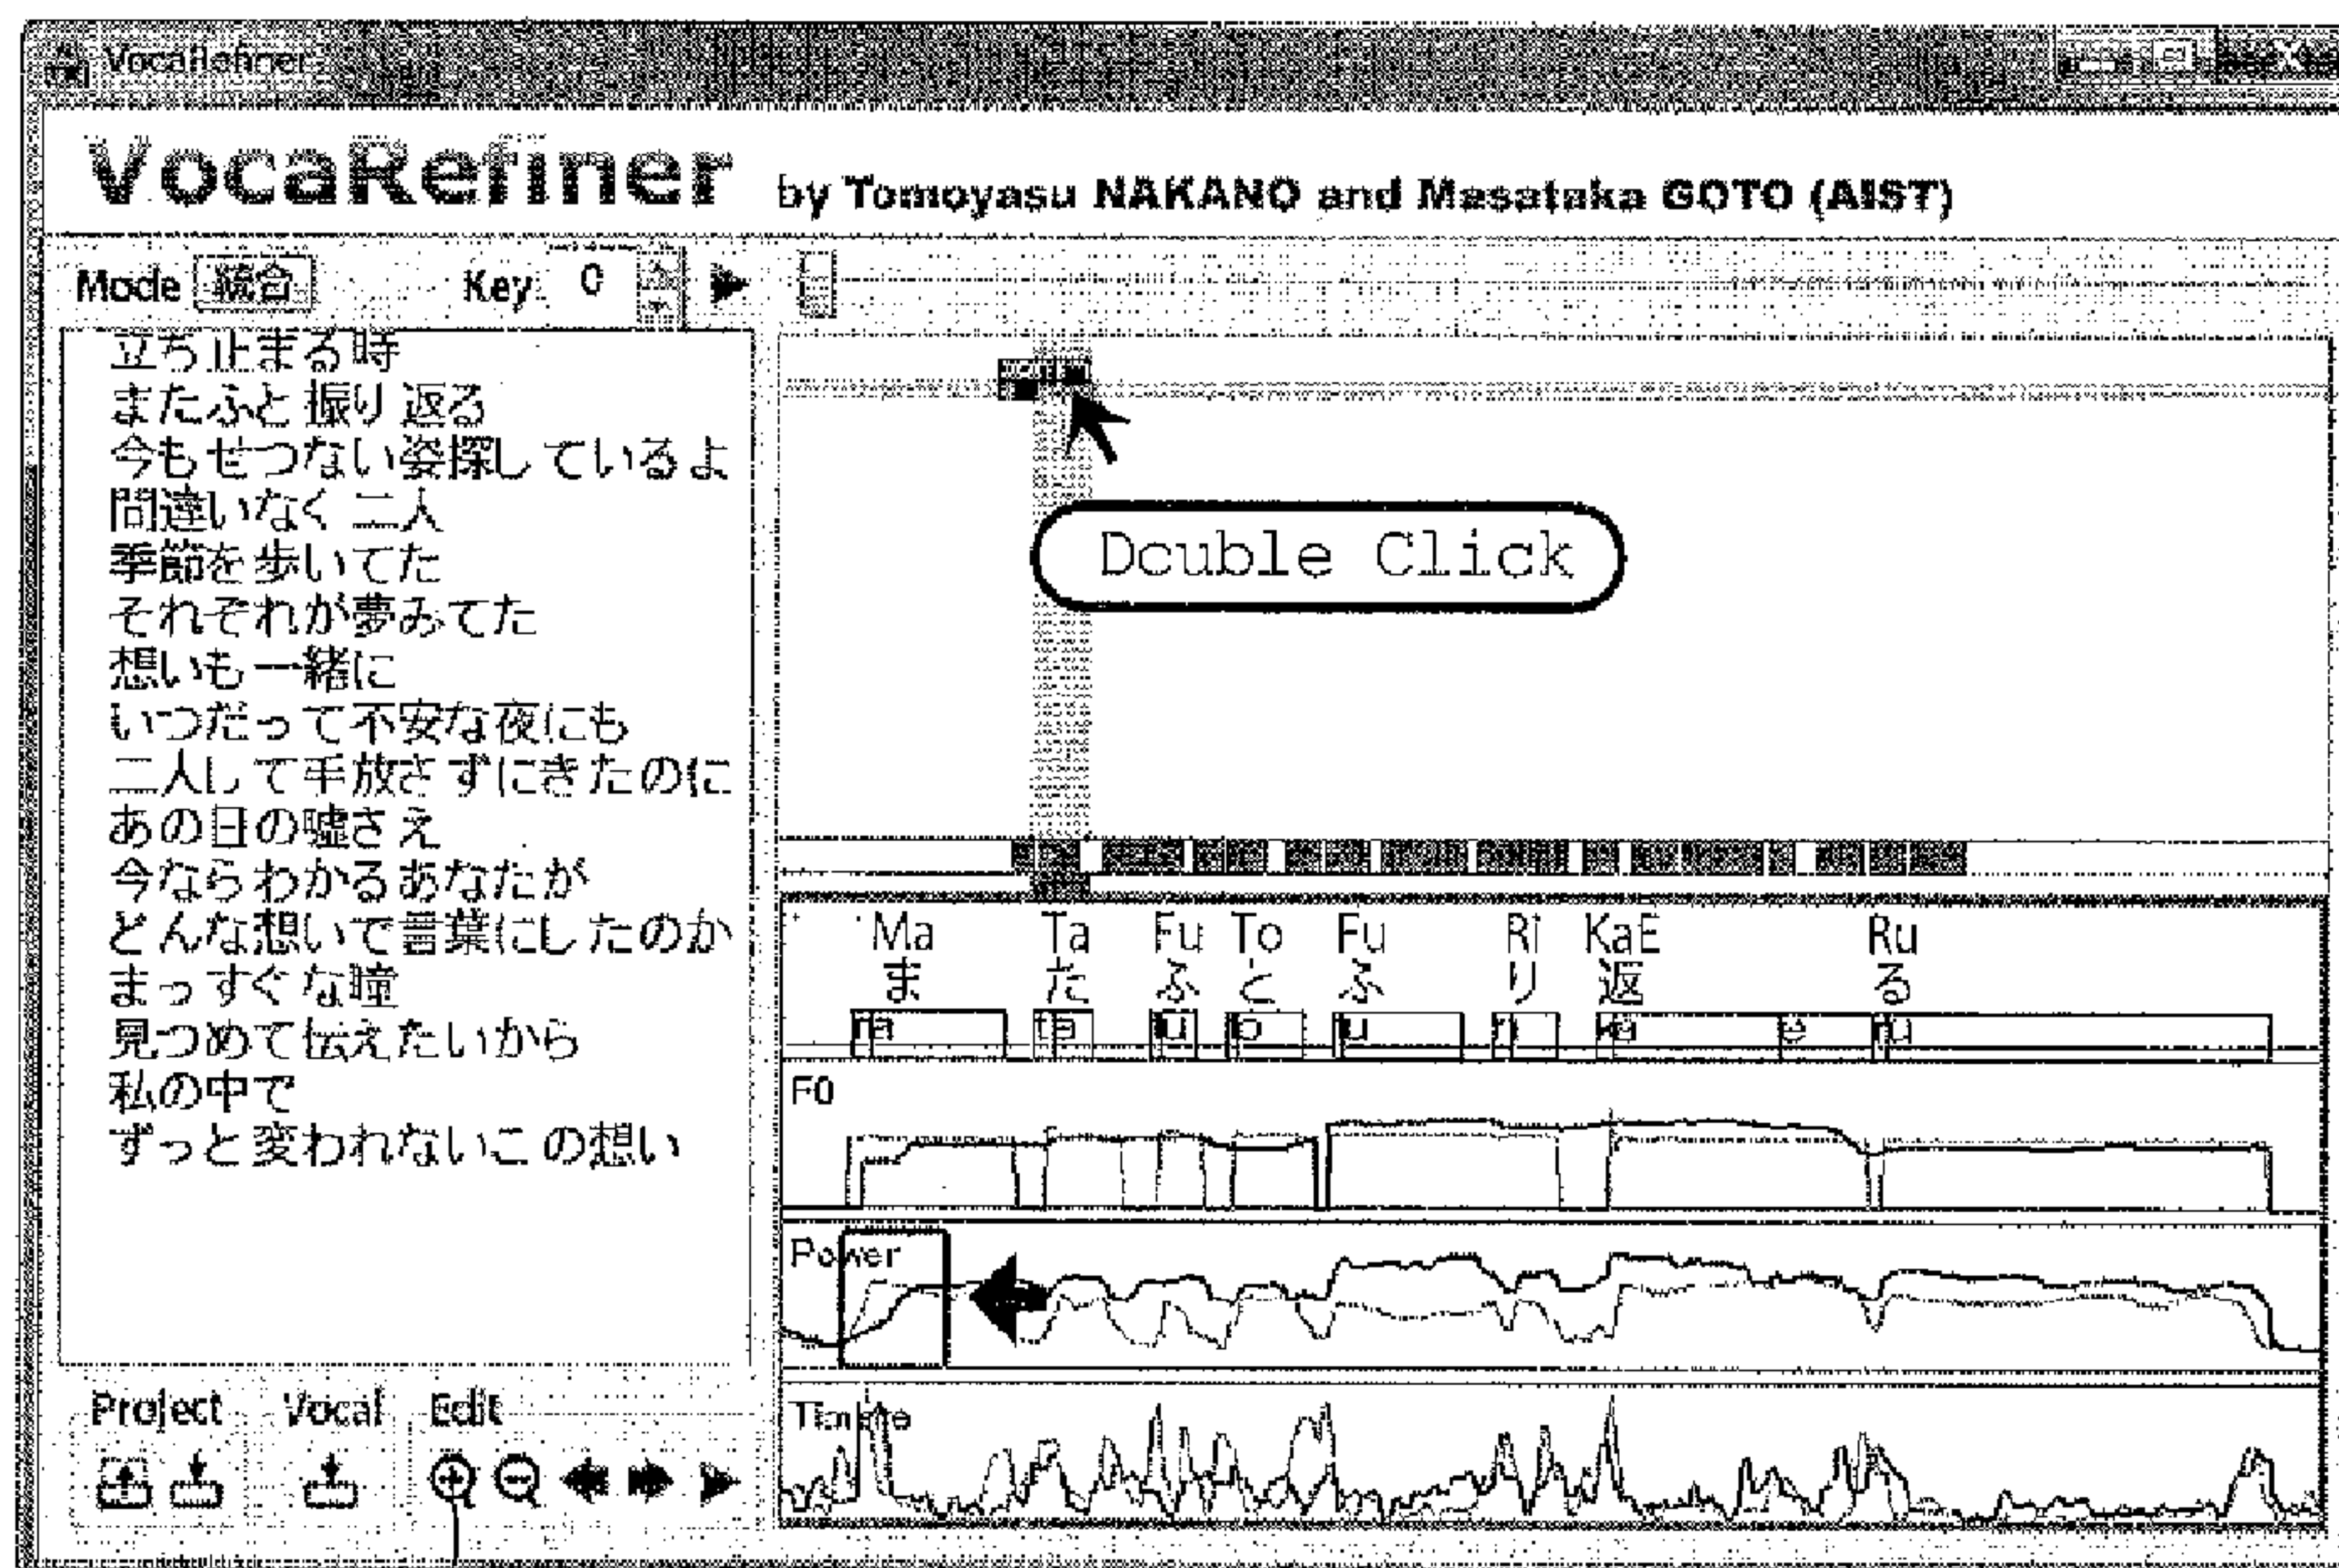 VocaRefiner
VocaRefiner by Tomoyasu NAKANO and Masataka GOTO (AIST)
Mode 統合 Key 0
立ち止まる時
またふと振り返る
今もせつない姿探しているよ
間違いなく二人
季節を歩いてた
それぞれが夢みてた
想いも一緒に
いつだって不安な夜にも
二人して手放さずにきたのに
あの日の嘘さえ
今ならわかるあなたが
どんな想いで言葉にしたのか
まっすぐな瞳
見つめて伝えたいから
私の中で
ずっと変われないこの想い
Double Click
Ma Ta Fu To Fu Ri KaE Ru
ま た ふ と ふ り 返 る
ta ka e ru
F0
Power
Timbre
Project Vocal Edit